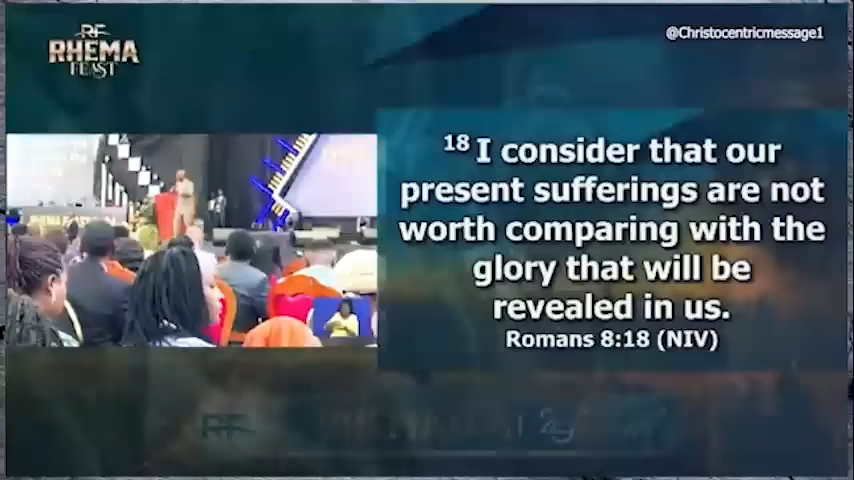 RF
RHEMA
FEAST
@Christocentricmessage1
18 I consider that our
present sufferings are not
worth comparing with the
glory that will be
revealed in us.
Romans 8:18 (NIV)
RF